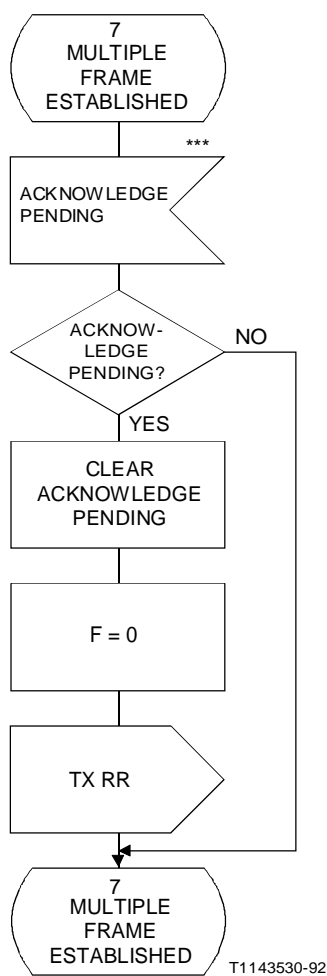 7
MULTIPLE
FRAME
ESTABLISHED
***
ACKNOWLEDGE
PENDING
ACKNOW-
LEDGE
PENDING?
NO
YES
CLEAR
ACKNOWLEDGE
PENDING
F = 0
TX RR
7
MULTIPLE
FRAME
ESTABLISHED
T1143530-92